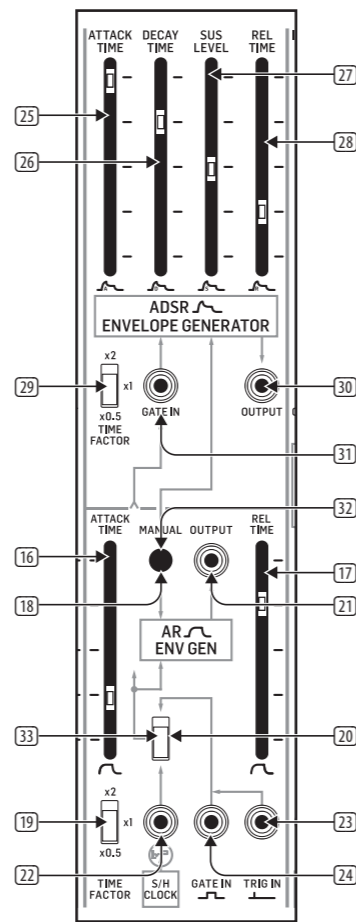 ATTACK TIME
DECAY TIME
SUS LEVEL
REL TIME
27
25
28
26
A
D
S
R
ADSR
ENVELOPE GENERATOR
x2
29
x1
30
x0.5
TIME FACTOR
GATE IN
OUTPUT
31
32
ATTACK TIME
MANUAL
OUTPUT
REL TIME
16
17
18
21
AR
ENV GEN
33
20
x2
19
x1
23
x0.5
22
24
TIME FACTOR
S/H CLOCK
GATE IN
TRIG IN